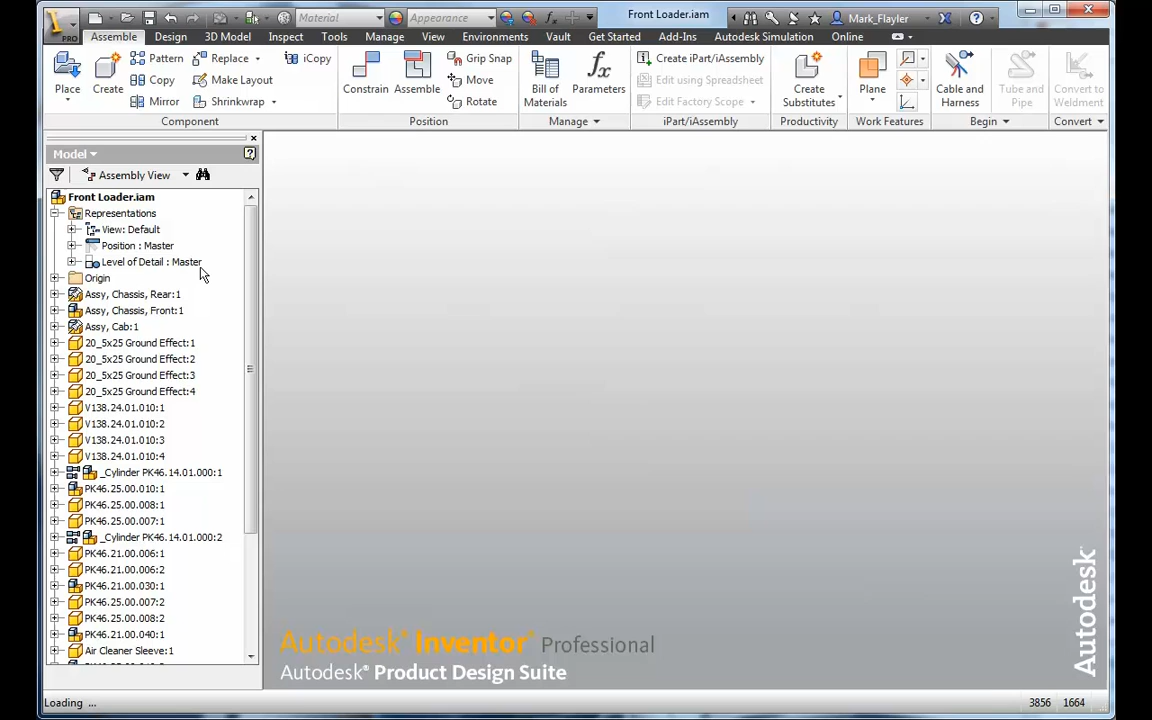 PRO
Material
Appearance
Front Loader.iam
Mark_Flayler
Assemble Design 3D Model Inspect Tools Manage View Environments Vault Get Started Add-Ins Autodesk Simulation Online
Place
Create
Pattern
Copy
Mirror
Replace
Make Layout
Shrinkwrap
iCopy
Component
Constrain
Assemble
Grip Snap
Move
Rotate
Position
Bill of
Materials
fx
Parameters
Manage
Create iPart/iAssembly
Edit using Spreadsheet
Edit Factory Scope
iPart/iAssembly
Create
Substitutes
Productivity
Plane
Work Features
Cable and
Harness
Tube and
Pipe
Begin
Convert to
Weldment
Convert
Model
Assembly View
Front Loader.iam
Representations
View: Default
Position : Master
Level of Detail : Master
Origin
Assy, Chassis, Rear:1
Assy, Chassis, Front:1
Assy, Cab:1
20_5x25 Ground Effect:1
20_5x25 Ground Effect:2
20_5x25 Ground Effect:3
20_5x25 Ground Effect:4
V138.24.01.010:1
V138.24.01.010:2
V138.24.01.010:3
V138.24.01.010:4
_Cylinder PK46.14.01.000:1
PK46.25.00.010:1
PK46.25.00.008:1
PK46.25.00.007:1
_Cylinder PK46.14.01.000:2
PK46.21.00.006:1
PK46.21.00.006:2
PK46.21.00.030:1
PK46.25.00.007:2
PK46.25.00.008:2
PK46.21.00.040:1
Air Cleaner Sleeve:1
Autodesk® Inventor® Professional
Autodesk® Product Design Suite
Autodesk®
Loading ...
3856 1664